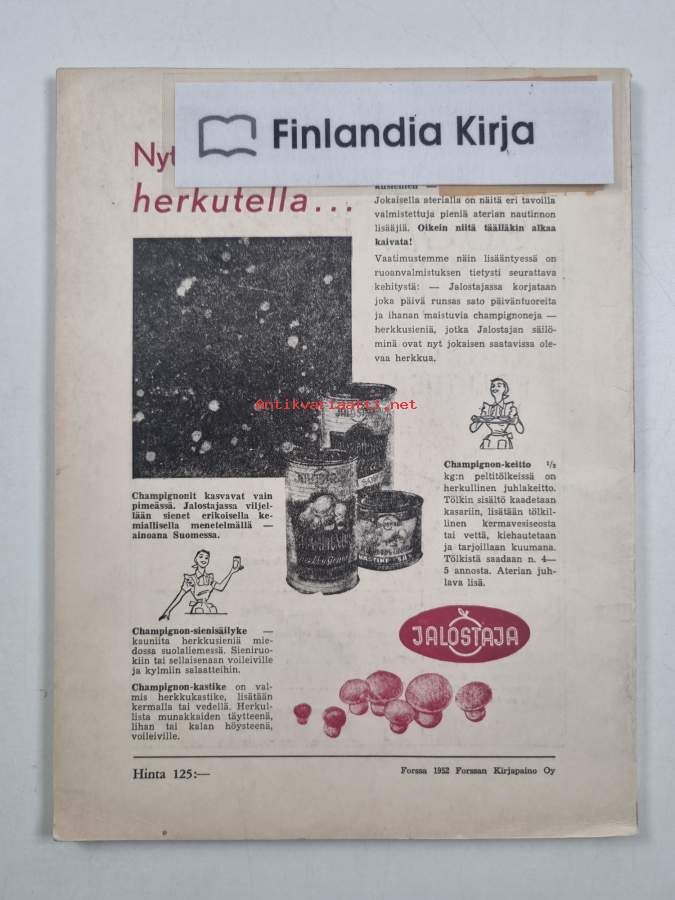 Finlandia Kirja
Nyt
herkutella...
Jokaisella aterialla on näitä eri tavoilla
valmistettuja pieniä aterian nautinnon
lisääjiä. Oikein niitä täälläkin alkaa
kaivata!
Vaatimustemme näin lisääntyessä on
ruoanvalmistuksen tietysti seurattava
kehitystä: — Jalostajassa korjataan
joka päivä runsas sato päiväntuoreita
ja ihanan maistuvia champignoneja —
herkkusieniä, jotka Jalostajan säilö-
minä ovat nyt jokaisen saatavissa ole-
vaa herkkua.
Antikvariaatti.net
JALOSTAJA
Champignonit kasvavat vain
pimeässä. Jalostajassa viljel-
lään sienet erikoisella ke-
miallisella menetelmällä —
ainoana Suomessa.
Champignon-keitto ½
kg:n peltitölkeissä on
herkullinen juhlakeitto.
Tölkin sisältö kaadetaan
kasariin, lisätään tölkil-
linen kermavesiseosta
tai vettä, kiehautetaan
ja tarjoillaan kuumana.
Tölkistä saadaan n. 4—
5 annosta. Aterian juh-
lava lisä.
Champignon-sienisäilyke —
kauniita herkkusieniä mie-
dossa suolaliemessä. Sieniruo-
kiin tai sellaisenaan voileiville
ja kylmiin salaatteihin.
JALOSTAJA
Champignon-kastike on val-
mis herkkukastike, lisätään
kermalla tai vedellä. Herkul-
lista munakkaiden täytteenä,
lihan tai kalan höysteenä,
voileiville.
Hinta 125:—
Forssa 1952 Forssan Kirjapaino Oy